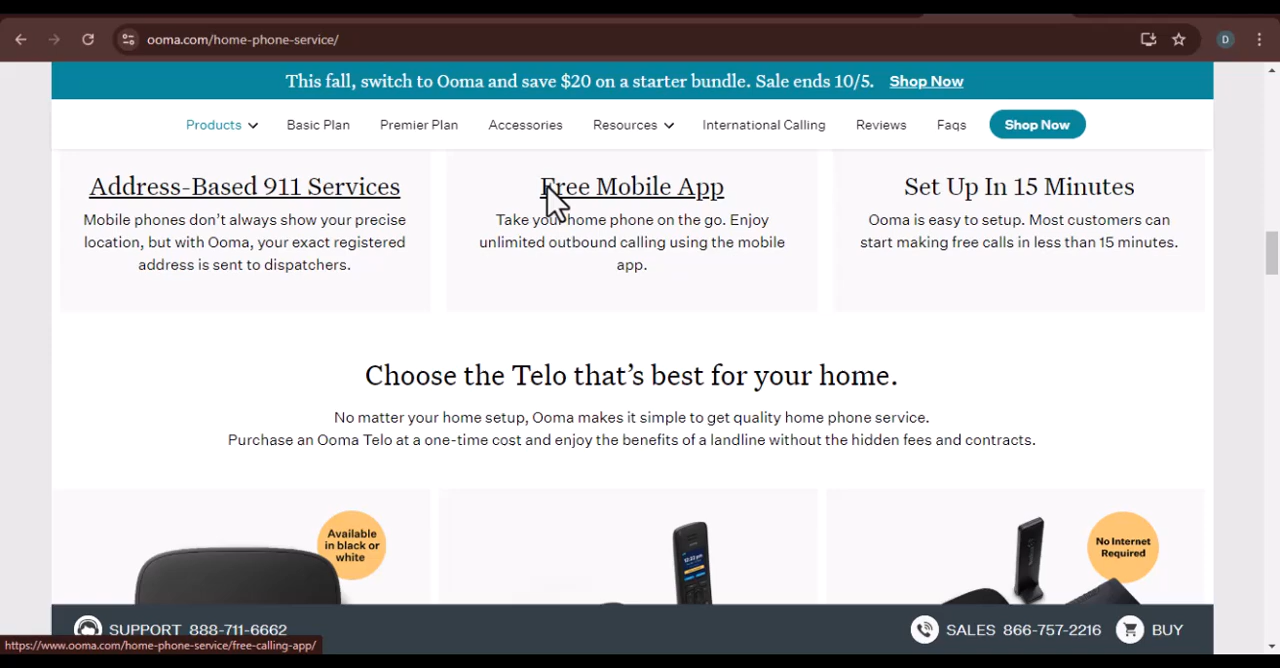 ooma.com/home-phone-service/
D
This fall, switch to Ooma and save $20 on a starter bundle. Sale ends 10/5. Shop Now
Products Basic Plan Premier Plan Accessories Resources International Calling Reviews Faqs Shop Now
Address-Based 911 Services
Mobile phones don't always show your precise
location, but with Ooma, your exact registered
address is sent to dispatchers.
Free Mobile App
Take your home phone on the go. Enjoy
unlimited outbound calling using the mobile
app.
Set Up In 15 Minutes
Ooma is easy to setup. Most customers can
start making free calls in less than 15 minutes.
Choose the Telo that's best for your home.
No matter your home setup, Ooma makes it simple to get quality home phone service.
Purchase an Ooma Telo at a one-time cost and enjoy the benefits of a landline without the hidden fees and contracts.
Available
in black or
white
No Internet
Required
SUPPORT 888-711-6662
SALES 866-757-2216
BUY
https://www.ooma.com/home-phone-service/free-calling-app/